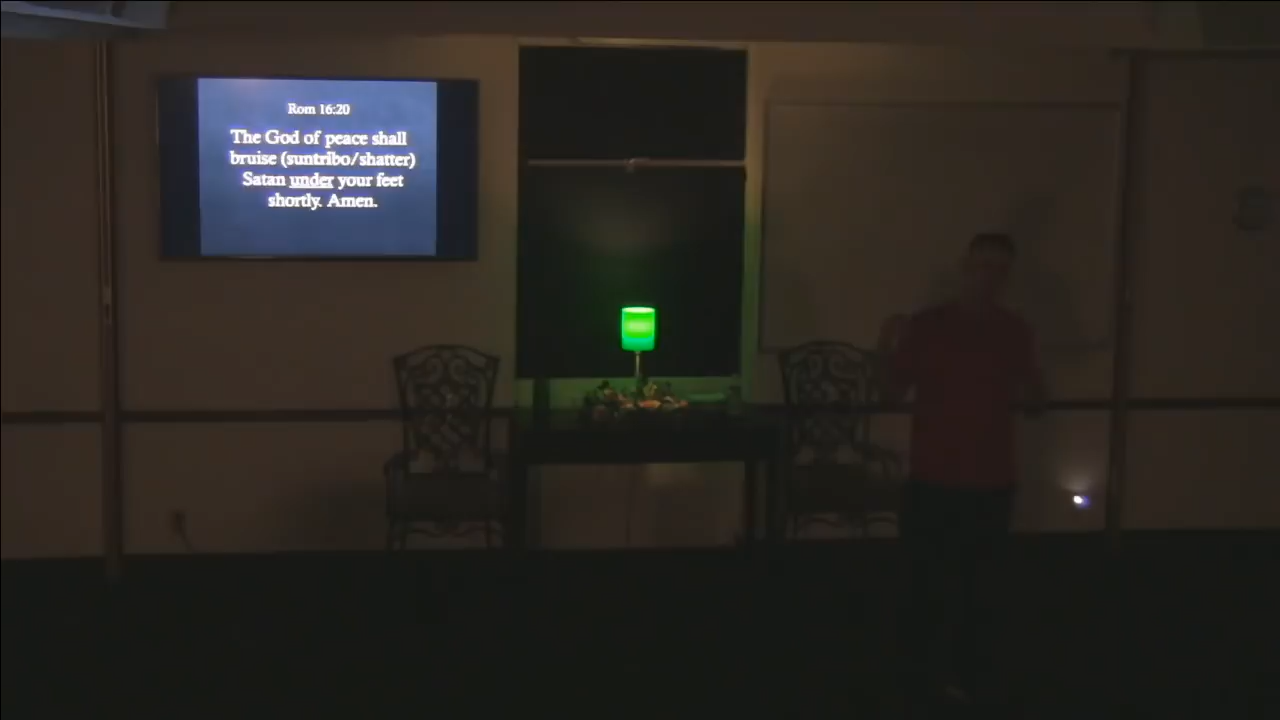 Rom 16:20
The God of peace shall
bruise (suntribo/shatter)
Satan under your feet
shortly. Amen.